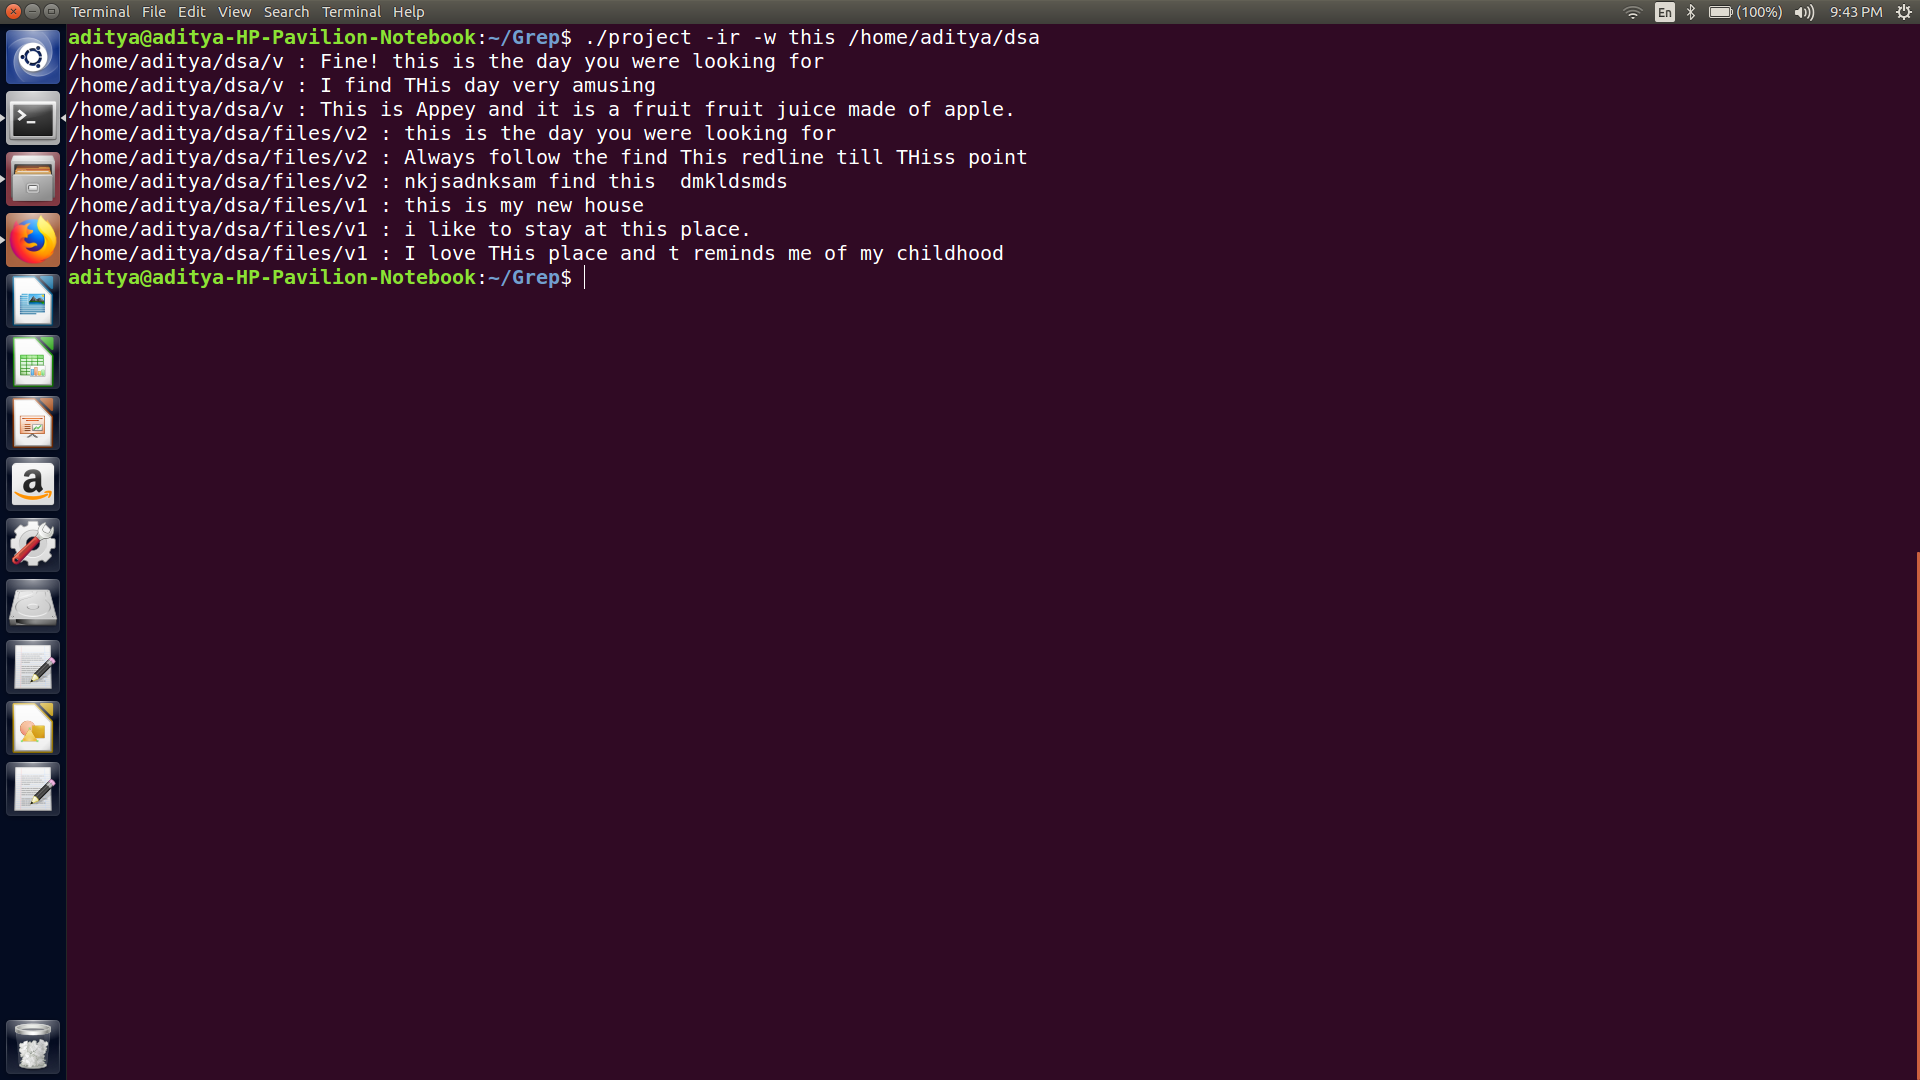 Terminal File Edit View Search Terminal Help En (100%) 9:43 PM
aditya@aditya-HP-Pavilion-Notebook:~/Grep$ ./project -ir -w this /home/aditya/dsa
/home/aditya/dsa/v : Fine! this is the day you were looking for
/home/aditya/dsa/v : I find THis day very amusing
/home/aditya/dsa/v : This is Appey and it is a fruit fruit juice made of apple.
/home/aditya/dsa/files/v2 : this is the day you were looking for
/home/aditya/dsa/files/v2 : Always follow the find This redline till THiss point
/home/aditya/dsa/files/v2 : nkjsadnksam find this  dmkldsmds
/home/aditya/dsa/files/v1 : this is my new house
/home/aditya/dsa/files/v1 : i like to stay at this place.
/home/aditya/dsa/files/v1 : I love THis place and t reminds me of my childhood
aditya@aditya-HP-Pavilion-Notebook:~/Grep$